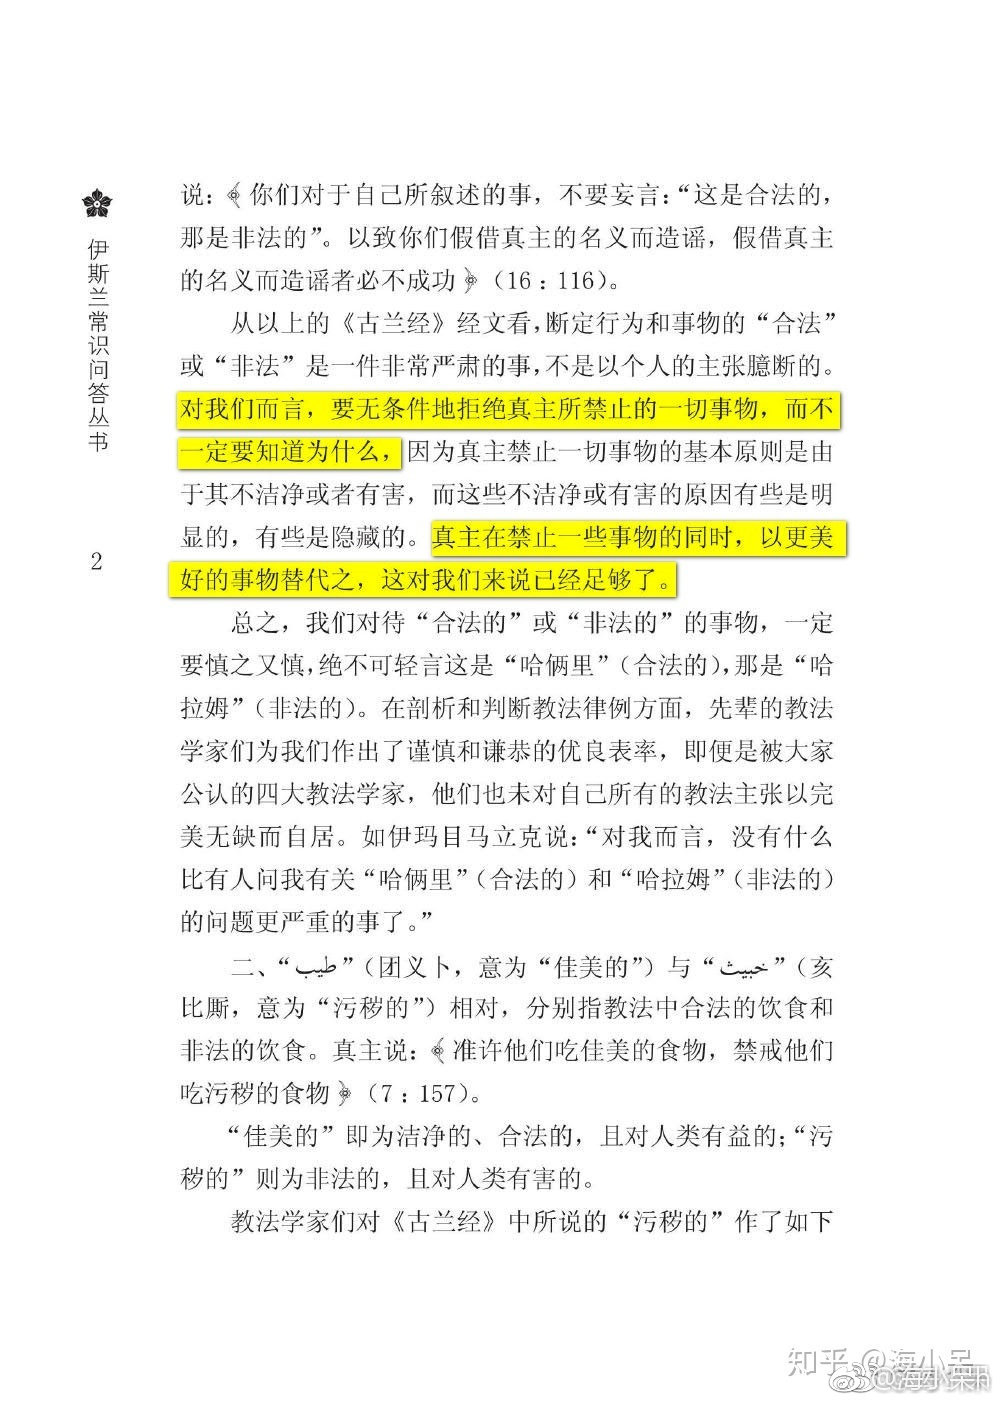 伊斯兰常识问答丛书
2
说：﴾你们对于自己所叙述的事，不要妄言：“这是合法的，
那是非法的”。以致你们假借真主的名义而造谣，假借真主
的名义而造谣者必不成功﴿（16：116）。
从以上的《古兰经》经文看，断定行为和事物的“合法”
或“非法”是一件非常严肃的事，不是以个人的主张臆断的。
对我们而言，要无条件地拒绝真主所禁止的一切事物，而不
一定要知道为什么，因为真主禁止一切事物的基本原则是由
于其不洁净或者有害，而这些不洁净或有害的原因有些是明
显的，有些是隐藏的。真主在禁止一些事物的同时，以更美
好的事物替代之，这对我们来说已经足够了。
总之，我们对待“合法的”或“非法的”的事物，一定
要慎之又慎，绝不可轻言这是“哈俩里”（合法的），那是“哈
拉姆”（非法的）。在剖析和判断教法律例方面，先辈的教法
学家们为我们作出了谨慎和谦恭的优良表率，即便是被大家
公认的四大教法学家，他们也未对自己所有的教法主张以完
美无缺而自居。如伊玛目马立克说：“对我而言，没有什么
比有人问我有关“哈俩里”（合法的）和“哈拉姆”（非法的）
的问题更严重的事了。”
二、“طيب”（团义卜，意为“佳美的”）与“خبيث”（亥
比厮，意为“污秽的”）相对，分别指教法中合法的饮食和
非法的饮食。真主说：﴾准许他们吃佳美的食物，禁戒他们
吃污秽的食物﴿（7：157）。
“佳美的”即为洁净的、合法的，且对人类有益的；“污
秽的”则为非法的，且对人类有害的。
教法学家们对《古兰经》中所说的“污秽的”作了如下
知乎 @海小呆